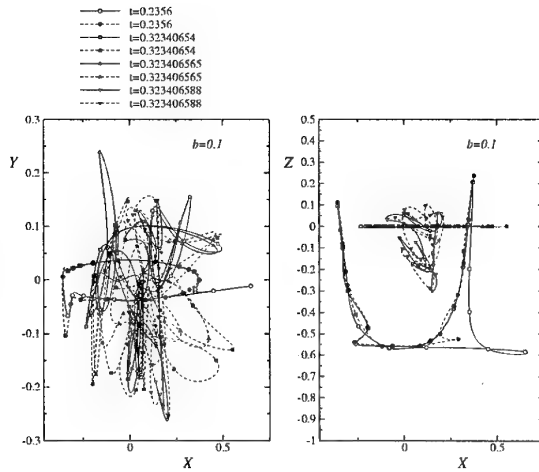 t=0.2356
t=0.2356
t=0.32340654
t=0.32340654
t=0.323406565
t=0.323406565
t=0.323406588
t=0.323406588
0.3
0.2
0.1
0
-0.1
-0.2
-0.3
Y
b=0.1
0
0.5
X
0.5
0.4
0.3
0.2
0.1
0
-0.1
-0.2
-0.3
-0.4
-0.5
-0.6
-0.7
-0.8
-0.9
-1
Z
b=0.1
0
0.5
X